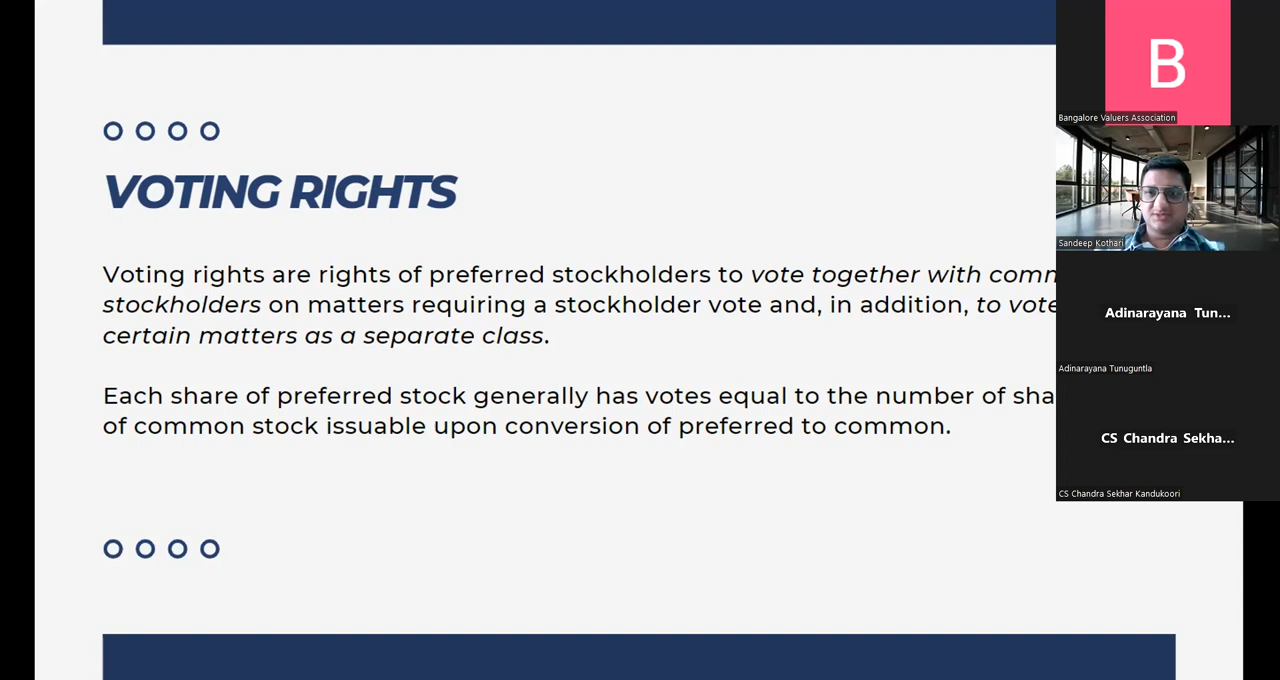 VOTING RIGHTS
Voting rights are rights of preferred stockholders to vote together with
stockholders on matters requiring a stockholder vote and, in addition, to vote
certain matters as a separate class.
Each share of preferred stock generally has votes equal to the number of
of common stock issuable upon conversion of preferred to common.
B
Bangalore Valuers Association
Sandeep Kothari
Adinarayana Tun...
Adinarayana Tunuguntla
CS Chandra Sekha...
CS Chandra Sekhar Kandukoori